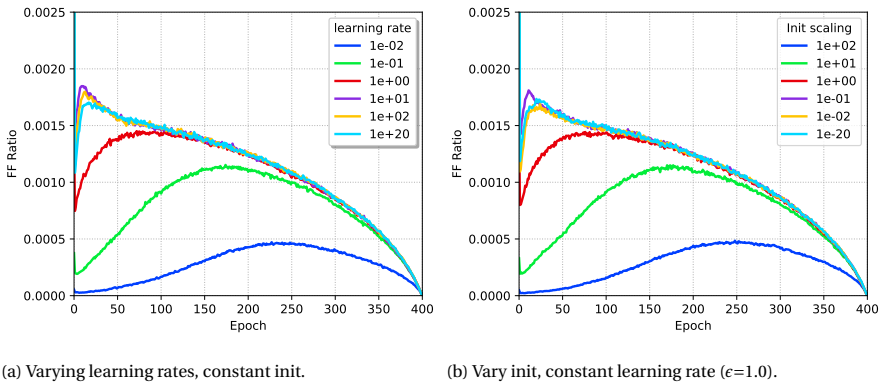 0.0025
0.0020
0.0015
0.0010
0.0005
0.0000
FF Ratio
0 50 100 150 200 250 300 350 400
Epoch
learning rate
1e-02
1e-01
1e+00
1e+01
1e+02
1e+20
(a) Varying learning rates, constant init.
0.0025
0.0020
0.0015
0.0010
0.0005
0.0000
FF Ratio
0 50 100 150 200 250 300 350 400
Epoch
Init scaling
1e+02
1e+01
1e+00
1e-01
1e-02
1e-20
(b) Vary init, constant learning rate (ϵ=1.0).